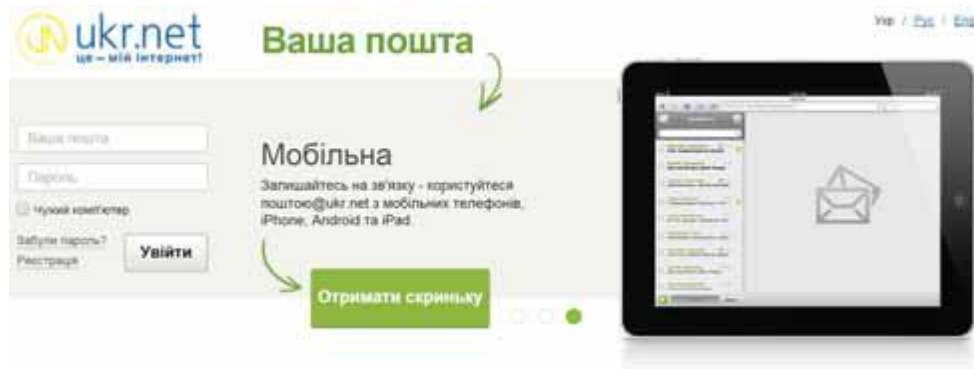 ukr.net
це – мій інтернет!
Ваша пошта
Укр / Рус / Eng
Ваша пошта
Пароль
Чужий комп'ютер
Забули пароль?
Реєстрація
Увійти
Мобільна
Залишайтесь на зв'язку - користуйтеся
поштою@ukr.net з мобільних телефонів,
iPhone, Android та iPad.
Отримати скриньку